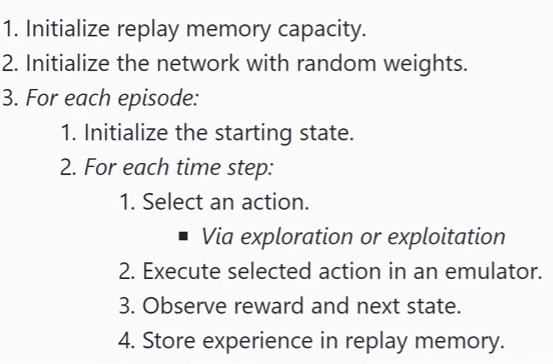 1. Initialize replay memory capacity.
2. Initialize the network with random weights.
3. For each episode:
1. Initialize the starting state.
2. For each time step:
1. Select an action.
▪ Via exploration or exploitation
2. Execute selected action in an emulator.
3. Observe reward and next state.
4. Store experience in replay memory.